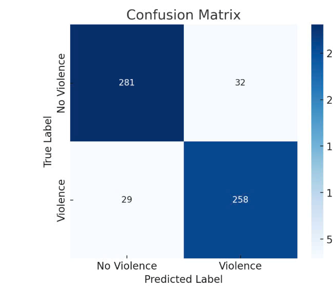 Confusion Matrix
No Violence
281
32
Violence
29
258
True Label
No Violence
Violence
Predicted Label